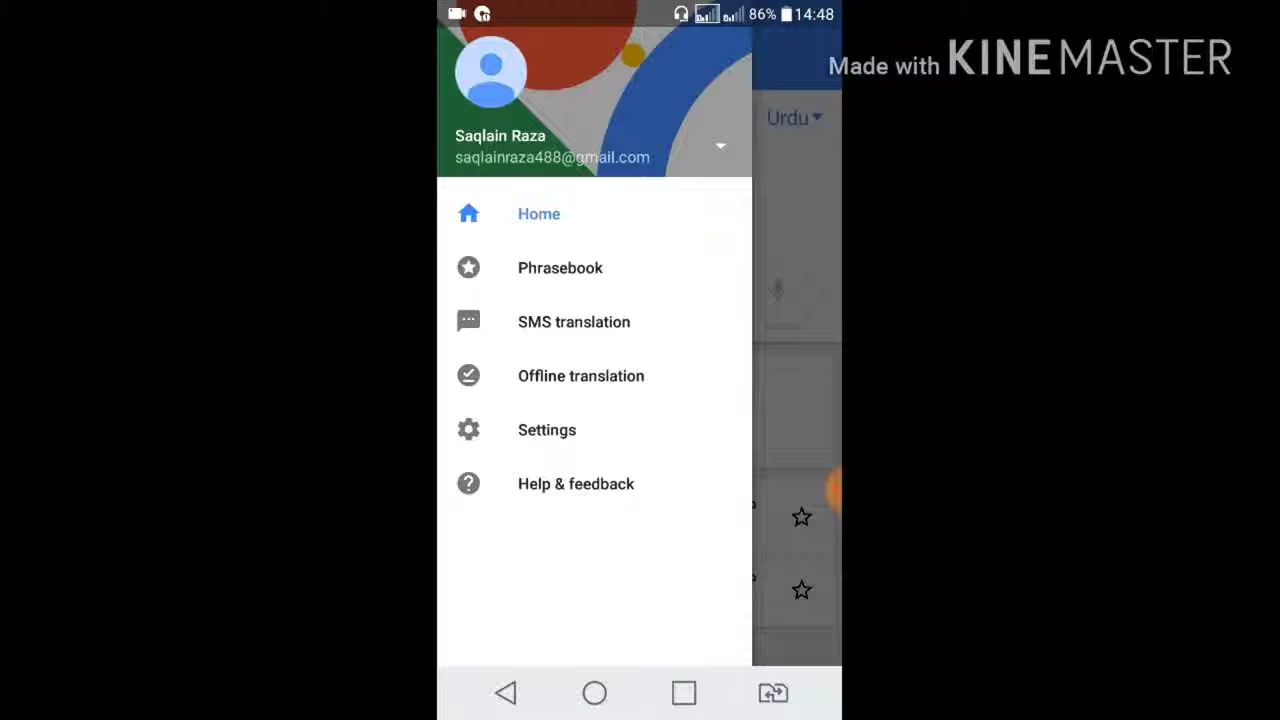 86% 14:48
Made with KINEMASTER
Urdu
Saqlain Raza
saqlainraza488@gmail.com
Home
Phrasebook
SMS translation
Offline translation
Settings
Help & feedback